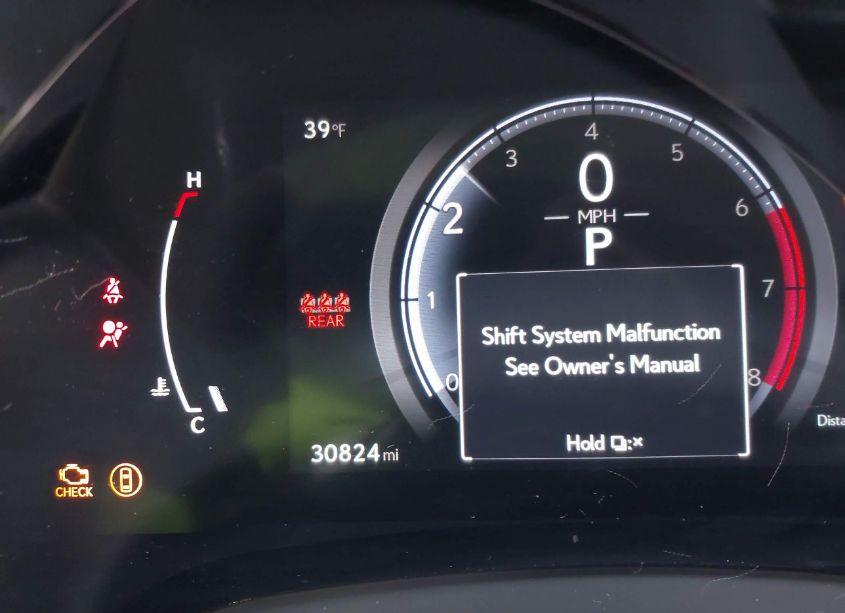 39°F
H
4
3
5
0
2
MPH
6
P
1
7
REAR
Shift System Malfunction
See Owner's Manual
0
8
C
Hold :×
30824 mi
Dista
CHECK